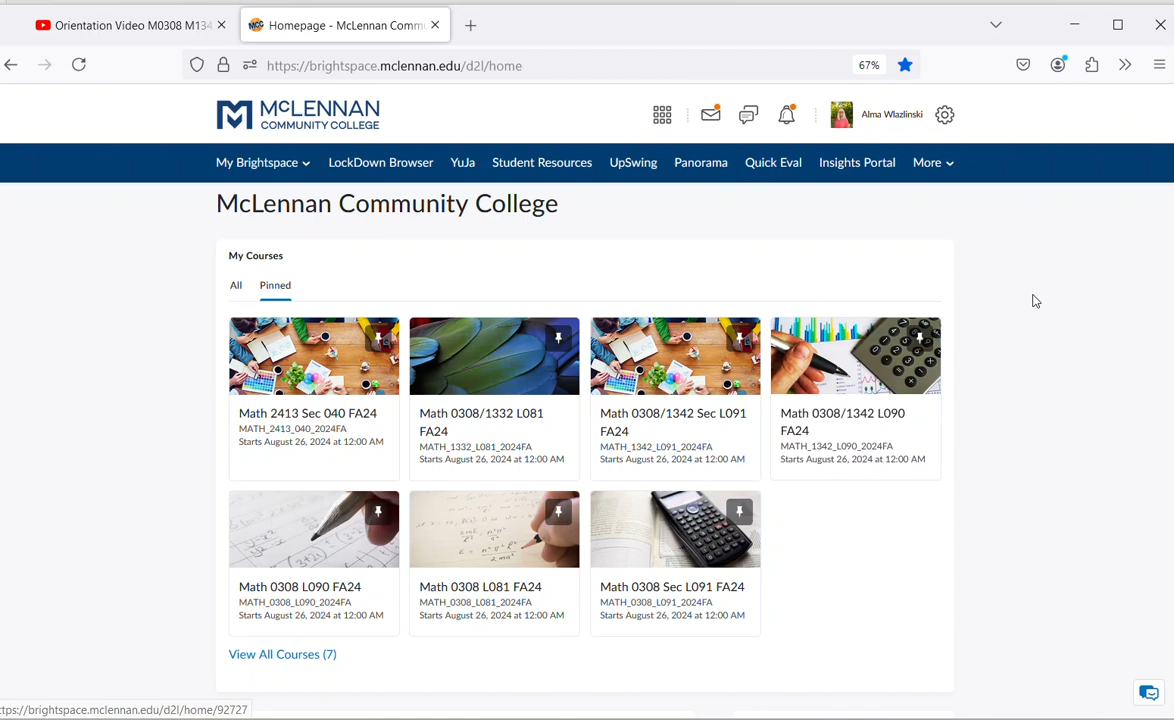 Orientation Video M0308 M134
Homepage - McLennan Comm
https://brightspace.mclennan.edu/d2l/home
67%
McLENNAN
COMMUNITY COLLEGE
Alma Wlazlinski
My Brightspace LockDown Browser YuJa Student Resources UpSwing Panorama Quick Eval Insights Portal More
McLennan Community College
My Courses
All Pinned
Math 2413 Sec 040 FA24
MATH_2413_040_2024FA
Starts August 26, 2024 at 12:00 AM
Math 0308/1332 L081
FA24
MATH_1332_L081_2024FA
Starts August 26, 2024 at 12:00 AM
Math 0308/1342 Sec L091
FA24
MATH_1342_L091_2024FA
Starts August 26, 2024 at 12:00 AM
Math 0308/1342 L090
FA24
MATH_1342_L090_2024FA
Starts August 26, 2024 at 12:00 AM
Math 0308 L090 FA24
MATH_0308_L090_2024FA
Starts August 26, 2024 at 12:00 AM
Math 0308 L081 FA24
MATH_0308_L081_2024FA
Starts August 26, 2024 at 12:00 AM
Math 0308 Sec L091 FA24
MATH_0308_L091_2024FA
Starts August 26, 2024 at 12:00 AM
View All Courses (7)
ttps://brightspace.mclennan.edu/d2l/home/92727